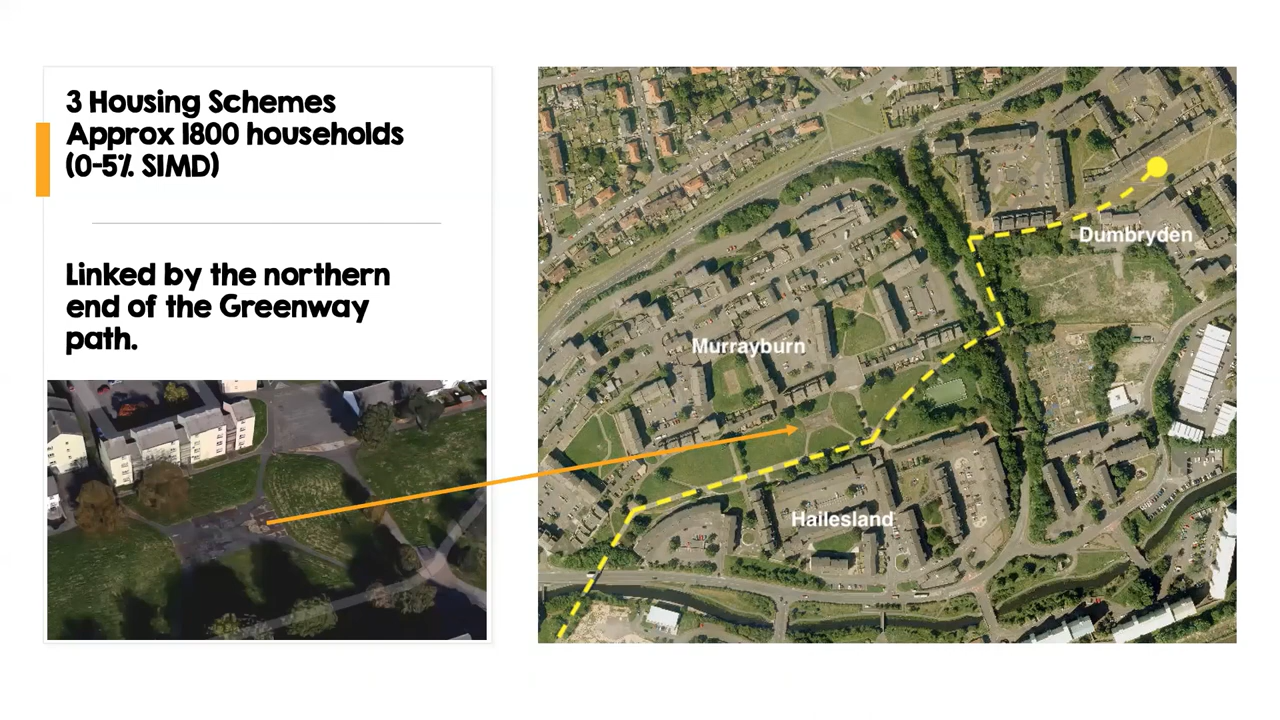 3 Housing Schemes
Approx 1800 households
(0-5% SIMD)
Linked by the northern
end of the Greenway
path.
Dumbryden
Murrayburn
Hailesland